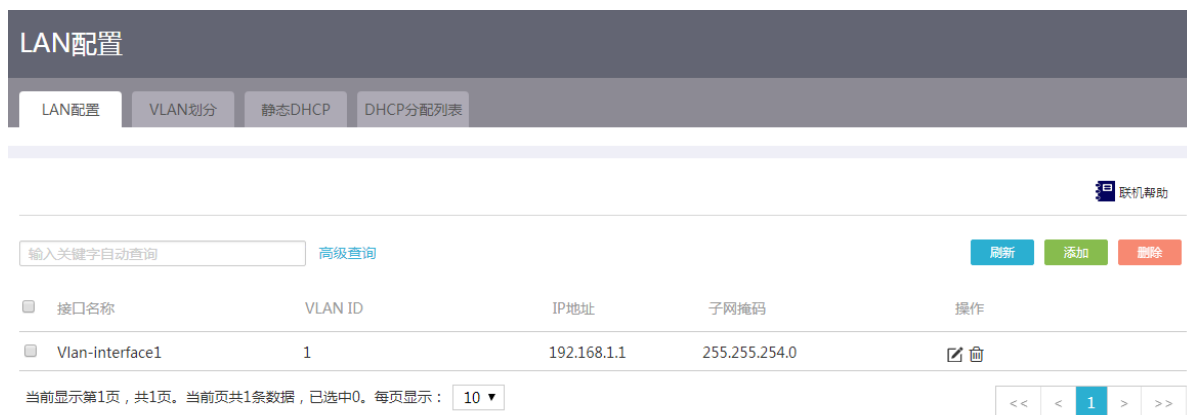 LAN配置
LAN配置 VLAN划分 静态DHCP DHCP分配列表
联机帮助
输入关键字自动查询 高级查询 刷新 添加 删除
接口名称 VLAN ID IP地址 子网掩码 操作
Vlan-interface1 1 192.168.1.1 255.255.254.0
当前显示第1页，共1页。当前页共1条数据，已选中0。每页显示： 10 ▼
<< < 1 > >>